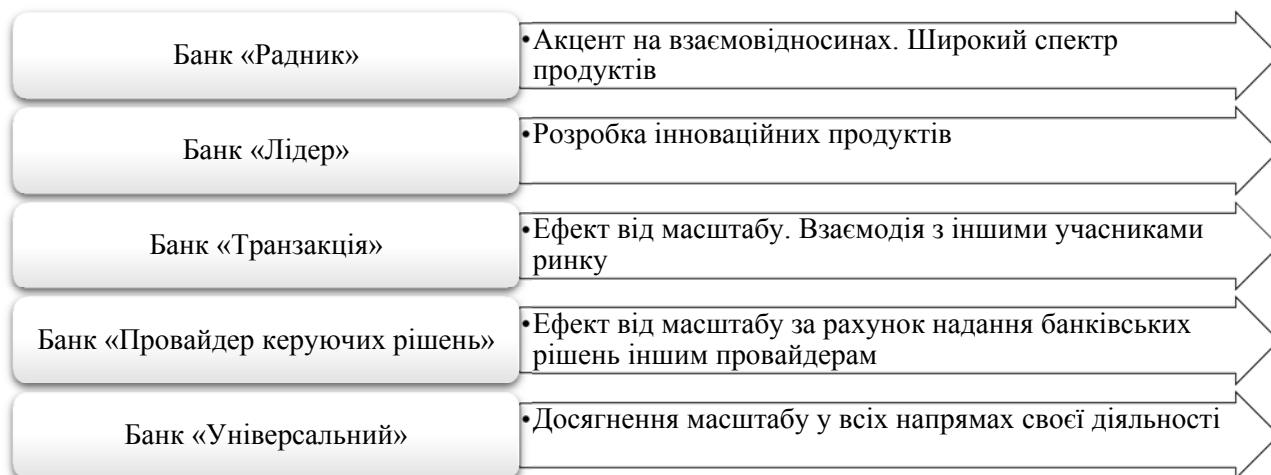 Банк «Радник»
•Акцент на взаємовідносинах. Широкий спектр
продуктів
Банк «Лідер»
•Розробка інноваційних продуктів
Банк «Транзакція»
•Ефект від масштабу. Взаємодія з іншими учасниками
ринку
Банк «Провайдер керуючих рішень»
•Ефект від масштабу за рахунок надання банківських
рішень іншим провайдерам
Банк «Універсальний»
•Досягнення масштабу у всіх напрямах своєї діяльності